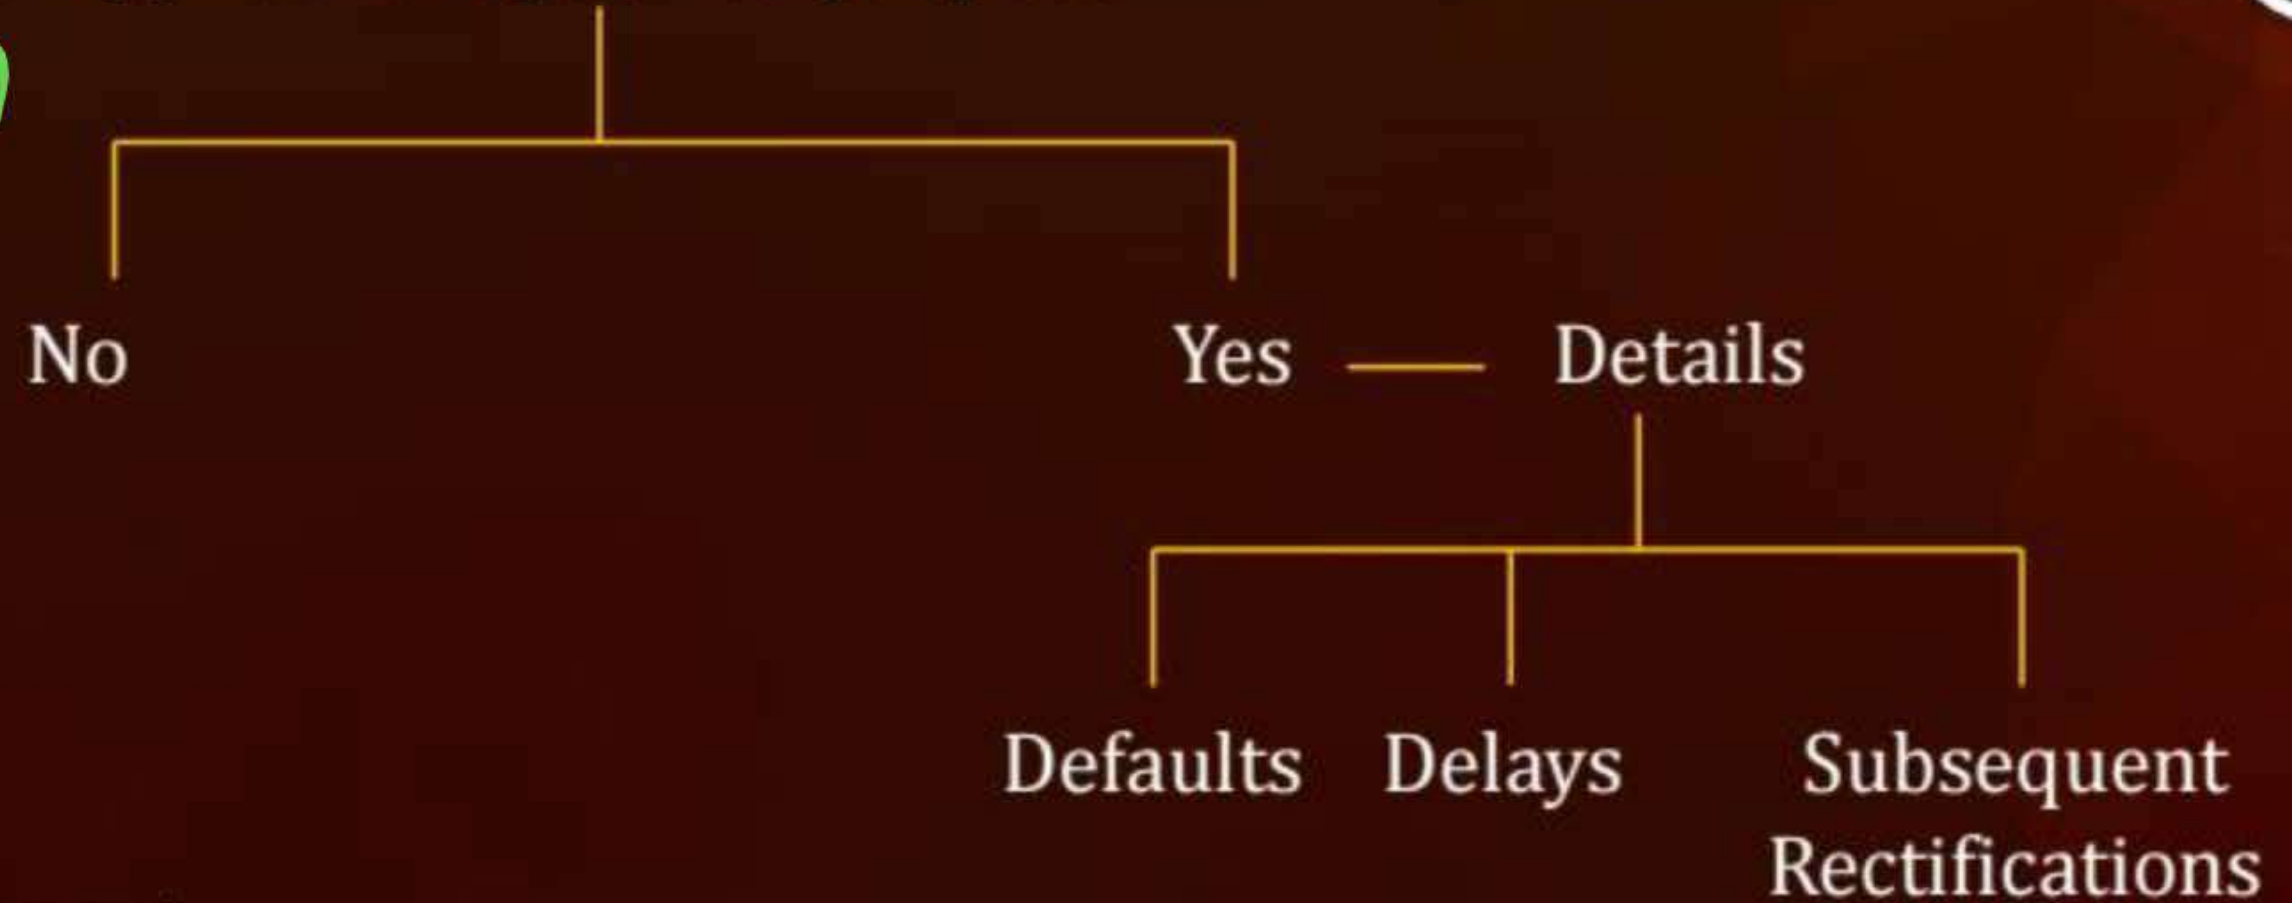 No
Yes — Details
Defaults Delays Subsequent
Rectifications